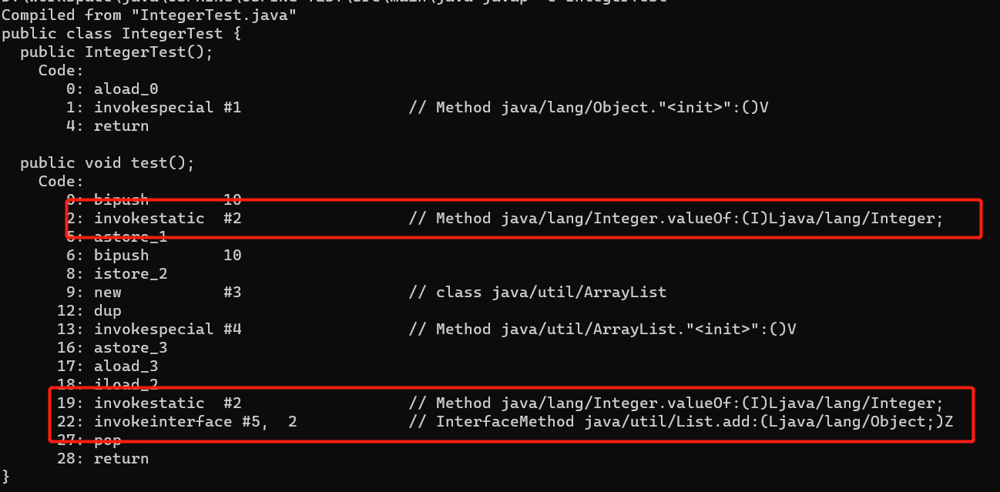 Compiled from "IntegerTest.java"
public class IntegerTest {
  public IntegerTest();
    Code:
       0: aload_0
       1: invokespecial #1                  // Method java/lang/Object."<init>":()V
       4: return
  public void test();
    Code:
       0: bipush        10
       2: invokestatic  #2                  // Method java/lang/Integer.valueOf:(I)Ljava/lang/Integer;
       5: astore_1
       6: bipush        10
       8: istore_2
       9: new           #3                  // class java/util/ArrayList
      12: dup
      13: invokespecial #4                  // Method java/util/ArrayList."<init>":()V
      16: astore_3
      17: aload_3
      18: iload_2
      19: invokestatic  #2                  // Method java/lang/Integer.valueOf:(I)Ljava/lang/Integer;
      22: invokeinterface #5,  2            // InterfaceMethod java/util/List.add:(Ljava/lang/Object;)Z
      27: pop
      28: return
}